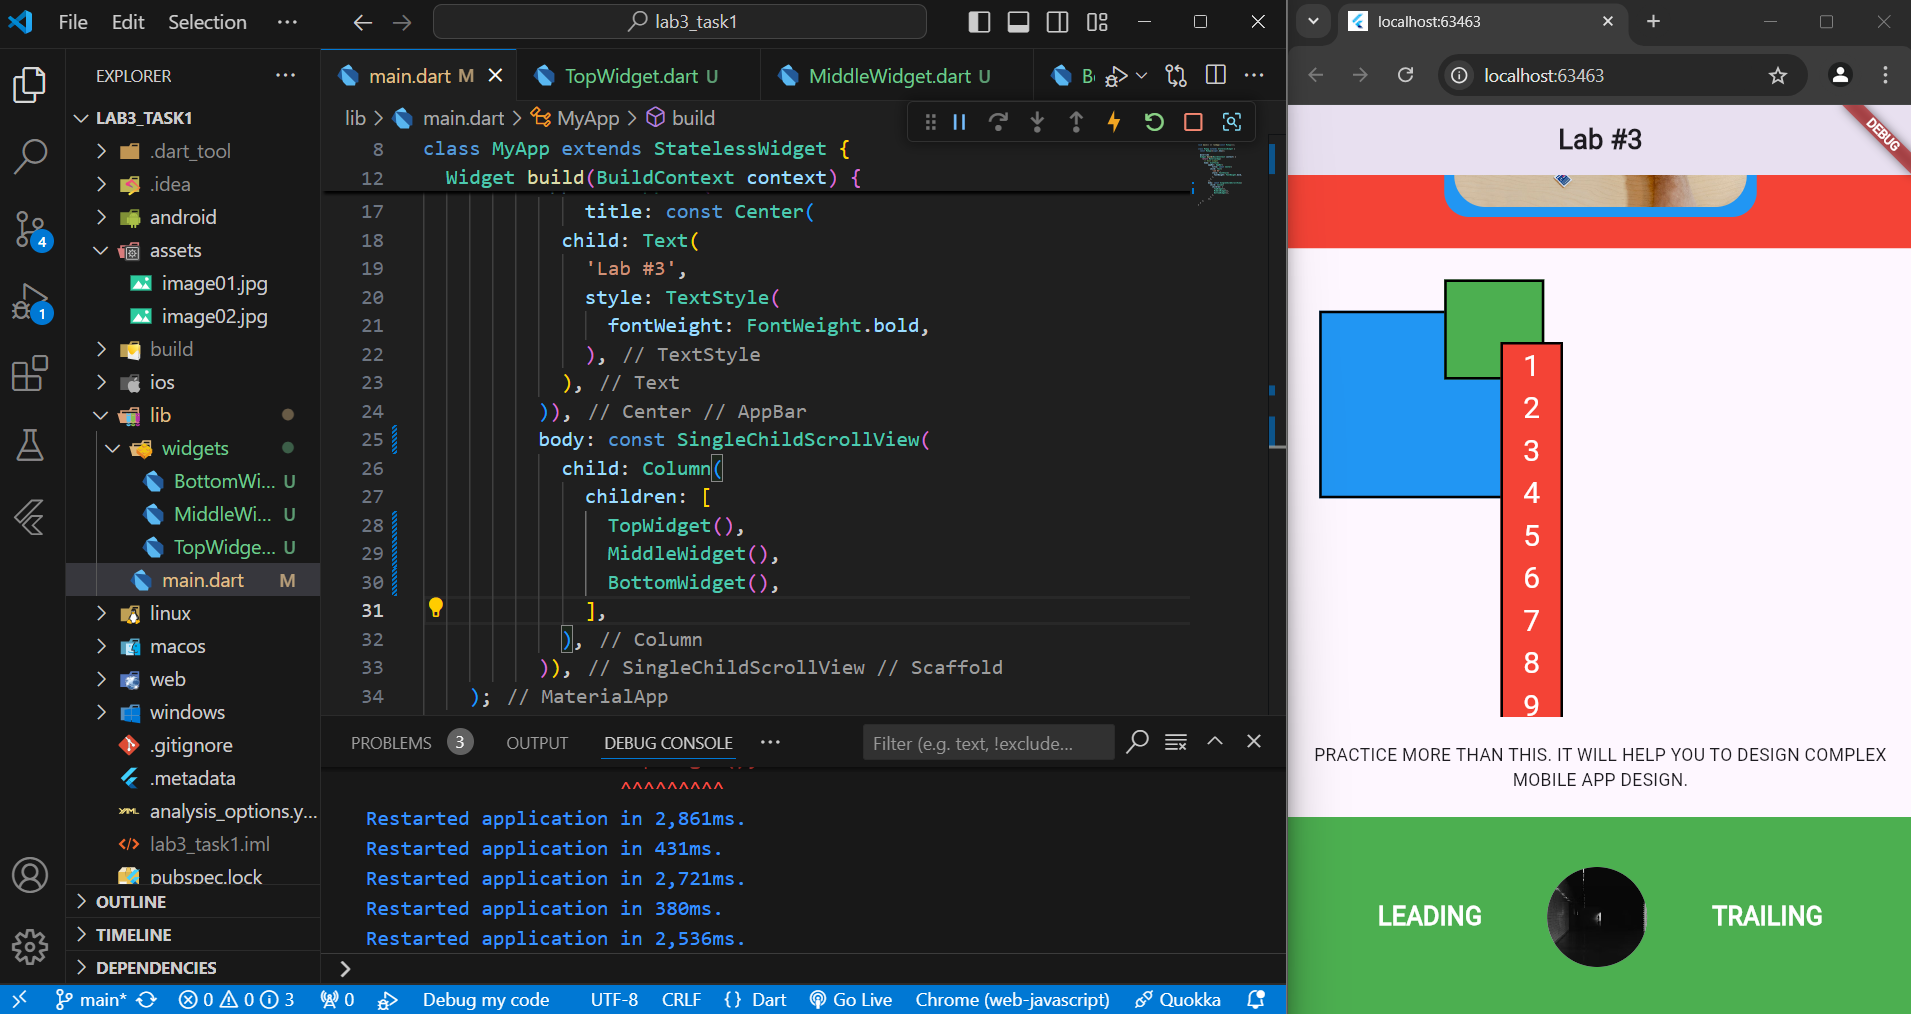 File Edit Selection ···
lab3_task1
EXPLORER ···
LAB3_TASK1
.dart_tool
.idea
android
assets
image01.jpg
image02.jpg
build
ios
lib
widgets
BottomWi... U
MiddleWi... U
TopWidge... U
main.dart M
linux
macos
web
windows
.gitignore
.metadata
analysis_options.y...
lab3_task1.iml
pubspec.lock
OUTLINE
TIMELINE
DEPENDENCIES
4
1
main.dart M TopWidget.dart U MiddleWidget.dart U
lib > main.dart > MyApp > build
8 class MyApp extends StatelessWidget {
12 Widget build(BuildContext context) {
17 title: const Center(
18 child: Text(
19 'Lab #3',
20 style: TextStyle(
21 fontWeight: FontWeight.bold,
22 ), // TextStyle
23 ), // Text
24 )), // Center // AppBar
25 body: const SingleChildScrollView(
26 child: Column(
27 children: [
28 TopWidget(),
29 MiddleWidget(),
30 BottomWidget(),
31 ],
32 ), // Column
33 )), // SingleChildScrollView // Scaffold
34 ); // MaterialApp
PROBLEMS 3 OUTPUT DEBUG CONSOLE ···
Filter (e.g. text, !exclude...
^^^^^^^^^
Restarted application in 2,861ms.
Restarted application in 431ms.
Restarted application in 2,721ms.
Restarted application in 380ms.
Restarted application in 2,536ms.
>
main* 0 0 3 0 Debug my code UTF-8 CRLF {} Dart Go Live Chrome (web-javascript) Quokka
localhost:63463
localhost:63463
Lab #3
DEBUG
1
2
3
4
5
6
7
8
9
PRACTICE MORE THAN THIS. IT WILL HELP YOU TO DESIGN COMPLEX
MOBILE APP DESIGN.
LEADING TRAILING